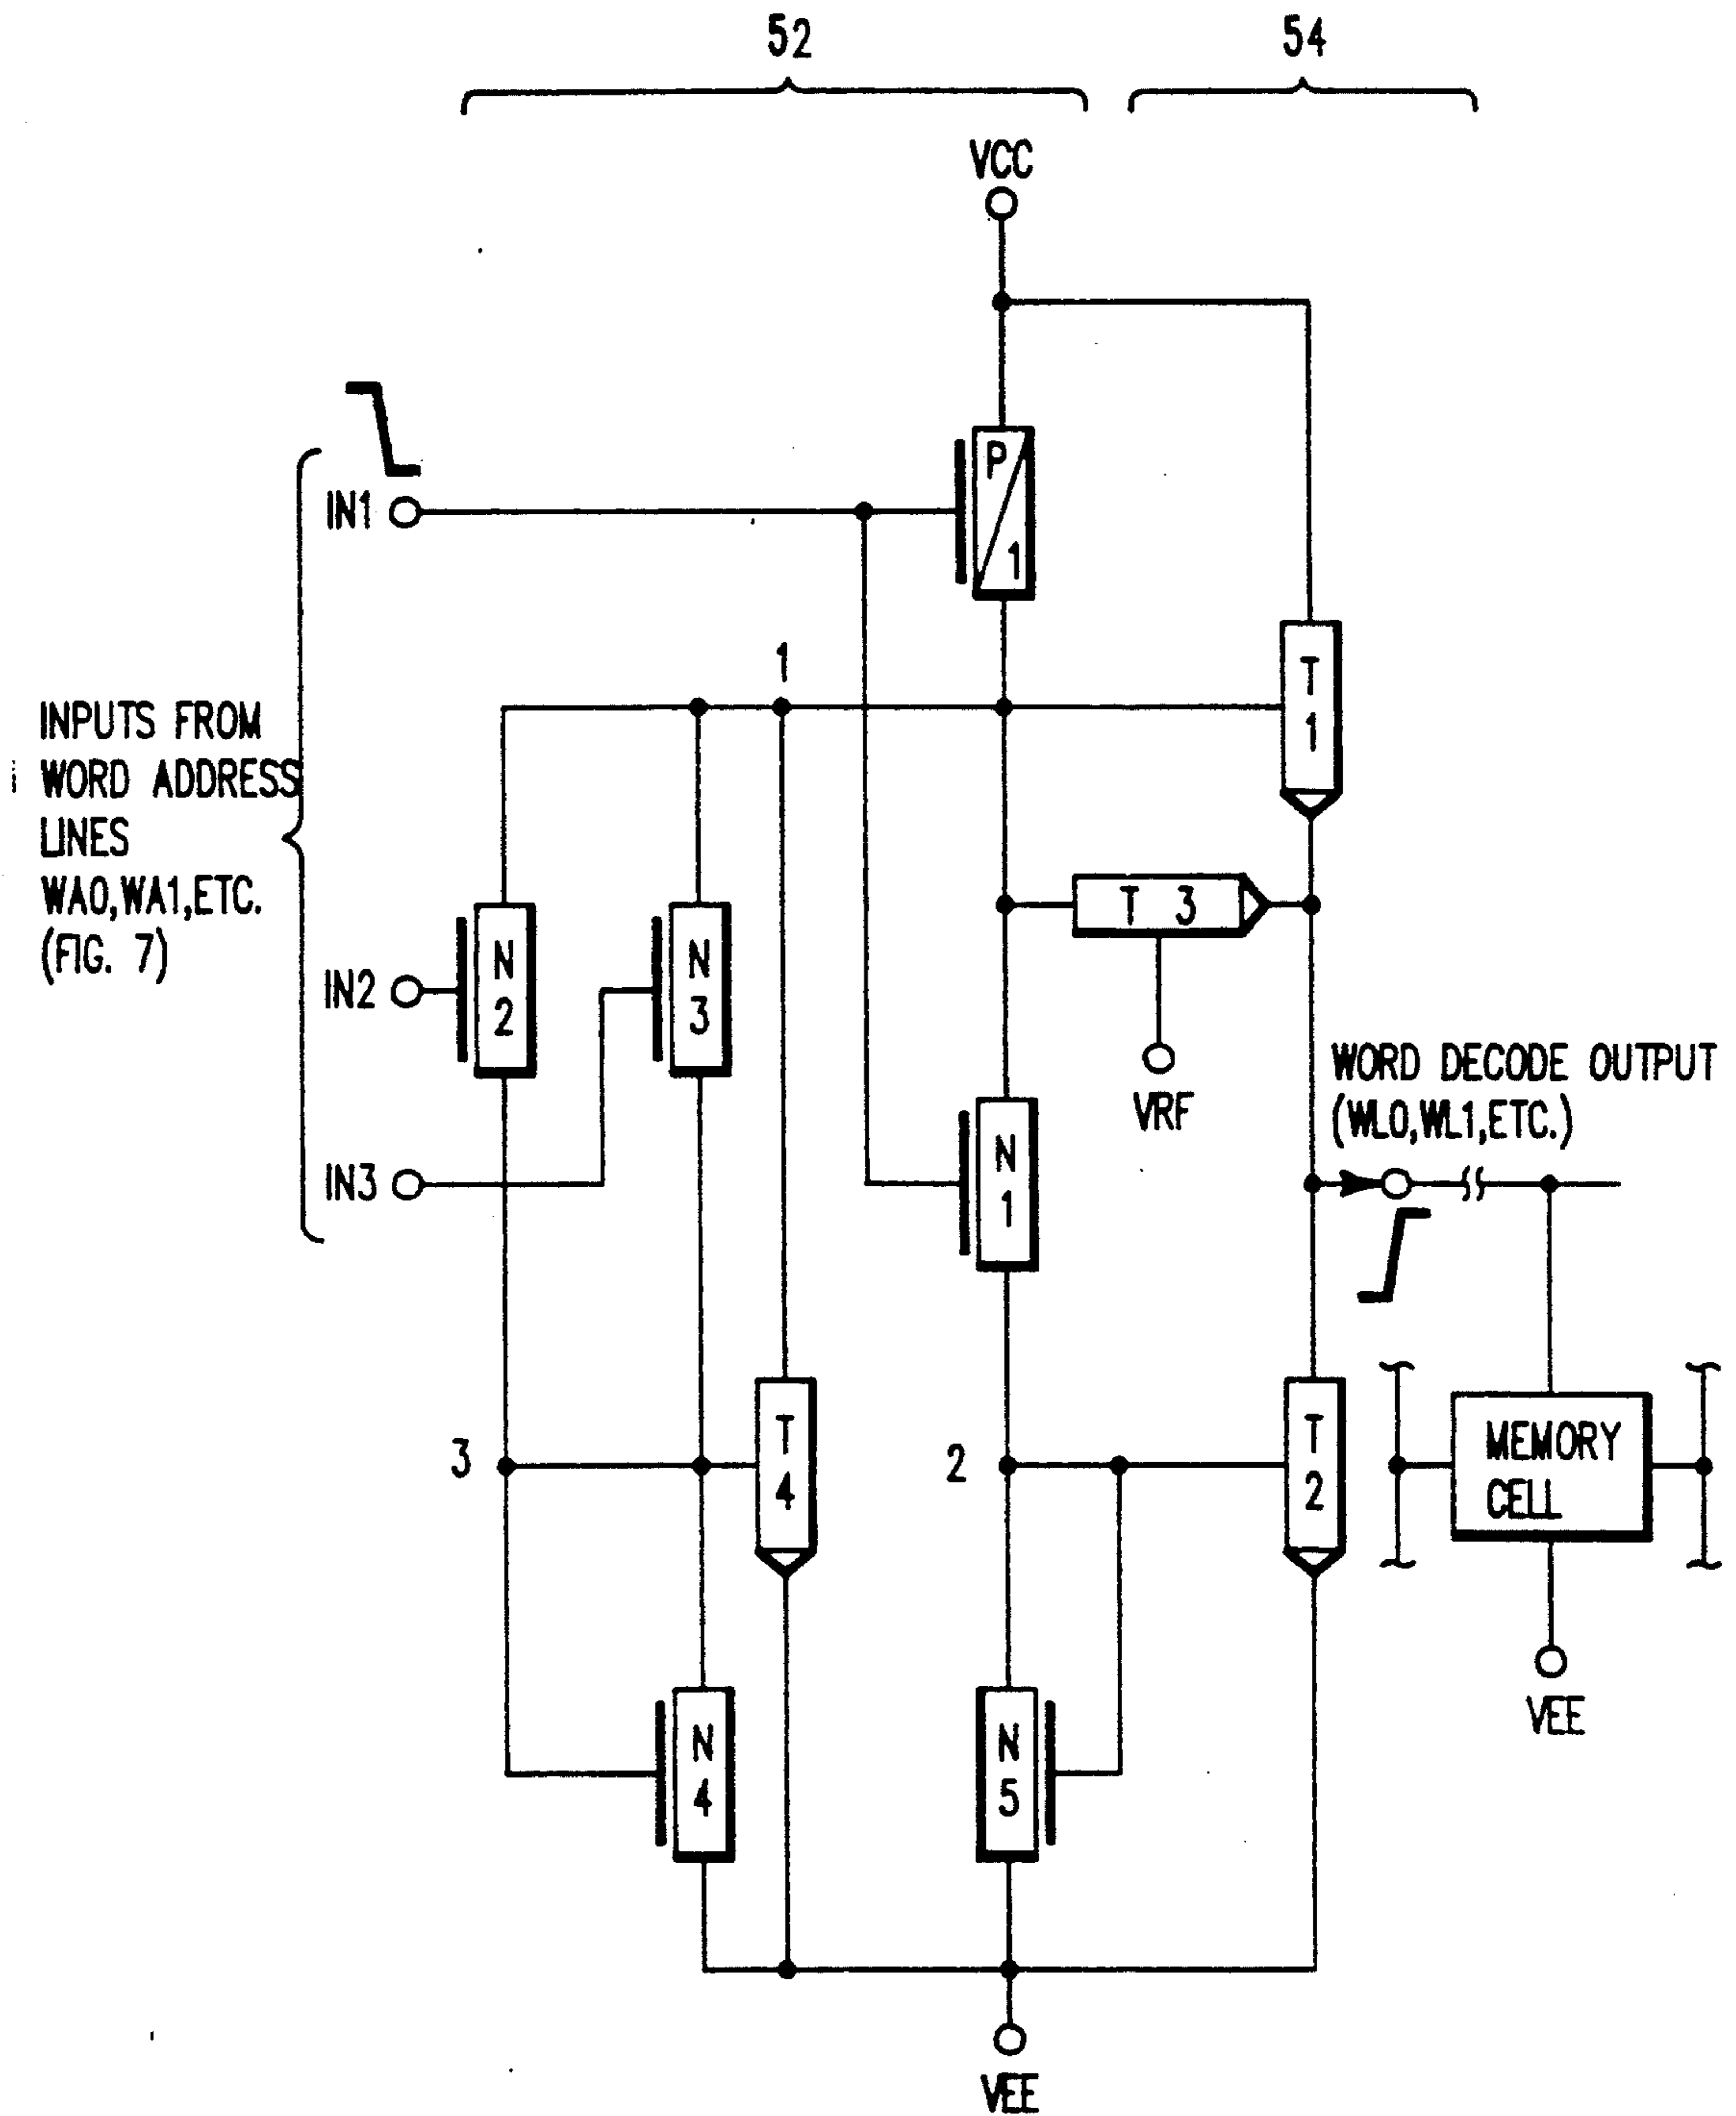 52
54
VCC
P
1
IN1
1
T
1
INPUTS FROM
WORD ADDRESS
LINES
WA0,WA1,ETC.
(FIG. 7)
T 3
IN2
N
2
N
3
VRF
WORD DECODE OUTPUT
(WL0,WL1,ETC.)
IN3
N
1
3
T
4
2
T
2
MEMORY
CELL
N
4
N
5
VEE
VEE